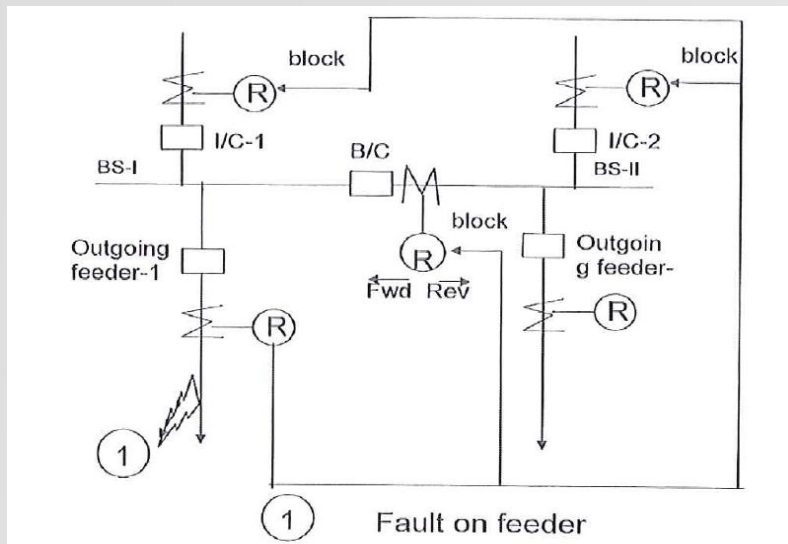 block
R
I/C-1
BS-I
B/C
block
R
I/C-2
BS-II
block
R
Fwd Rev
Outgoing
feeder-1
R
Outgoin
g feeder-
R
1
1 Fault on feeder